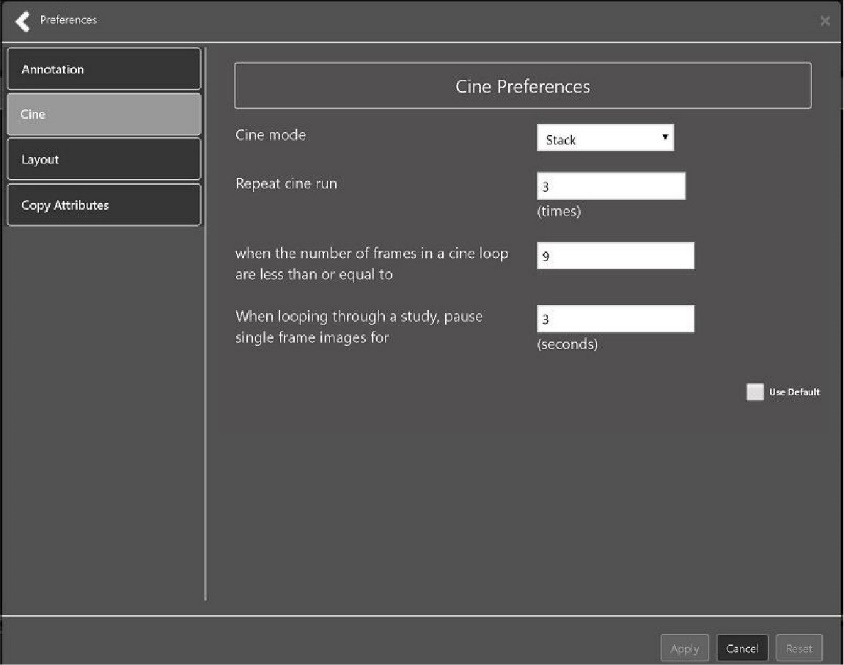 Preferences
Annotation
Cine
Layout
Copy Attributes
Cine Preferences
Cine mode
Stack
Repeat cine run
3
(times)
when the number of frames in a cine loop
are less than or equal to
9
When looping through a study, pause
single frame images for
3
(seconds)
Use Default
Apply
Cancel
Reset